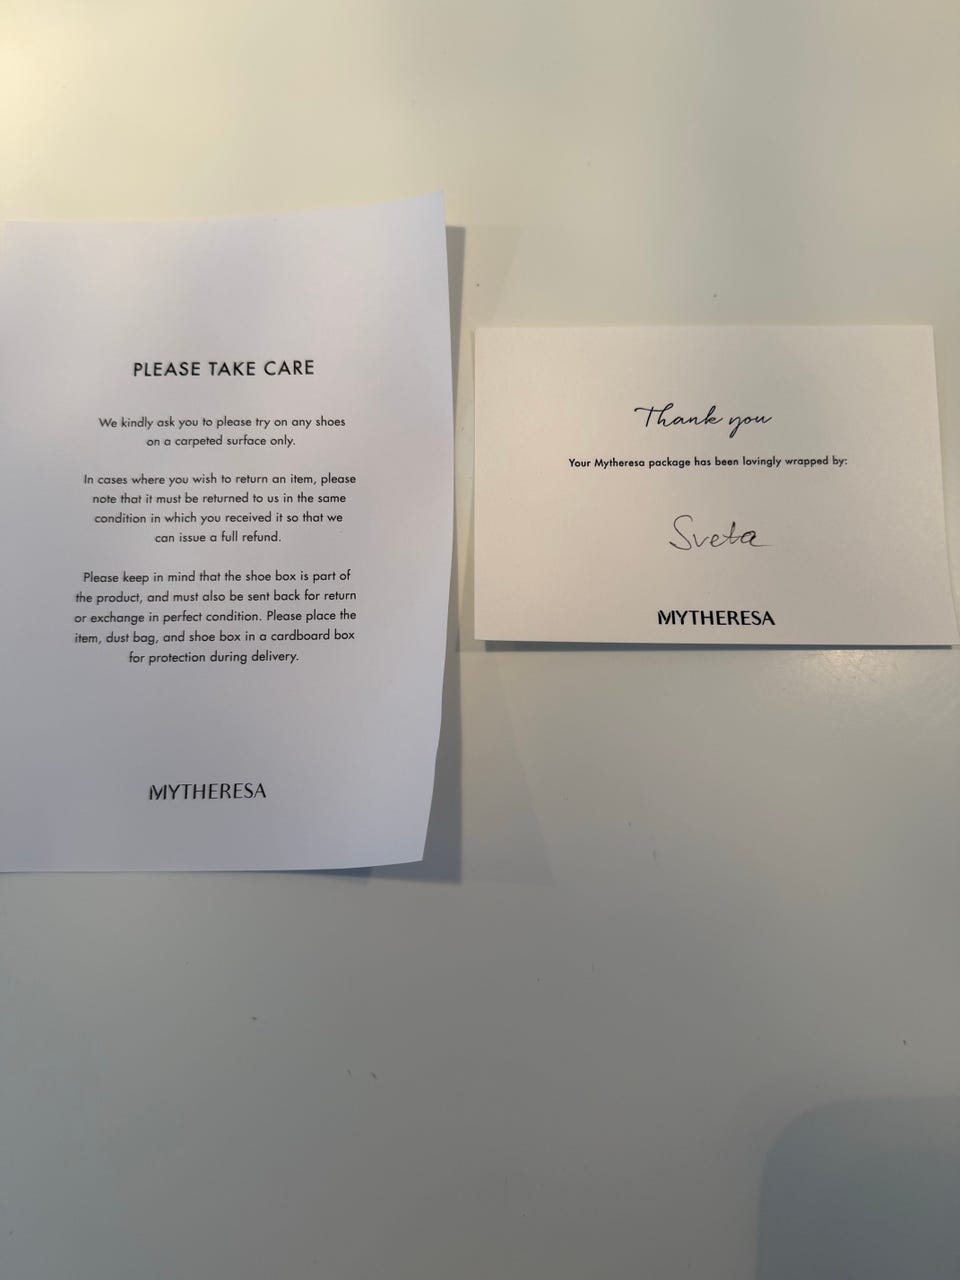 PLEASE TAKE CARE
We kindly ask you to please try on any shoes
on a carpeted surface only.
In cases where you wish to return an item, please
note that it must be returned to us in the same
condition in which you received it so that we
can issue a full refund.
Please keep in mind that the shoe box is part of
the product, and must also be sent back for return
or exchange in perfect condition. Please place the
item, dust bag, and shoe box in a cardboard box
for protection during delivery.
MYTHERESA
Thank you
Your Mytheresa package has been lovingly wrapped by:
Sveta
MYTHERESA